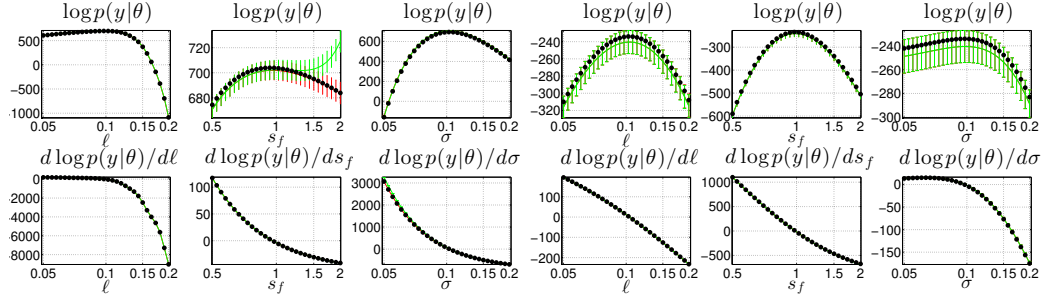 log p(y|θ) log p(y|θ) log p(y|θ) log p(y|θ) log p(y|θ) log p(y|θ)
500 0 −500 −1100 0.05 0.1 0.15 0.2 ℓ
720 700 680 0.5 1 1.5 2 s_f
600 400 200 0 0.05 0.1 0.15 0.2 σ
−240 −260 −280 −300 −320 0.05 0.1 0.15 0.2 ℓ
−300 −400 −500 −600 0.5 1 1.5 2 s_f
−240 −260 −280 −300 0.05 0.1 0.15 0.2 σ
d log p(y|θ)/dℓ d log p(y|θ)/ds_f d log p(y|θ)/dσ d log p(y|θ)/dℓ d log p(y|θ)/ds_f d log p(y|θ)/dσ
0 2000 4000 6000 8000 0.05 0.1 0.15 0.2 ℓ
100 50 0 0.5 1 1.5 2 s_f
3000 2000 1000 0 0.05 0.1 0.15 0.2 σ
100 0 −100 −200 0.05 0.1 0.15 0.2 ℓ
1000 500 0 −500 0.5 1 1.5 2 s_f
0 −50 −100 −150 0.05 0.1 0.15 0.2 σ